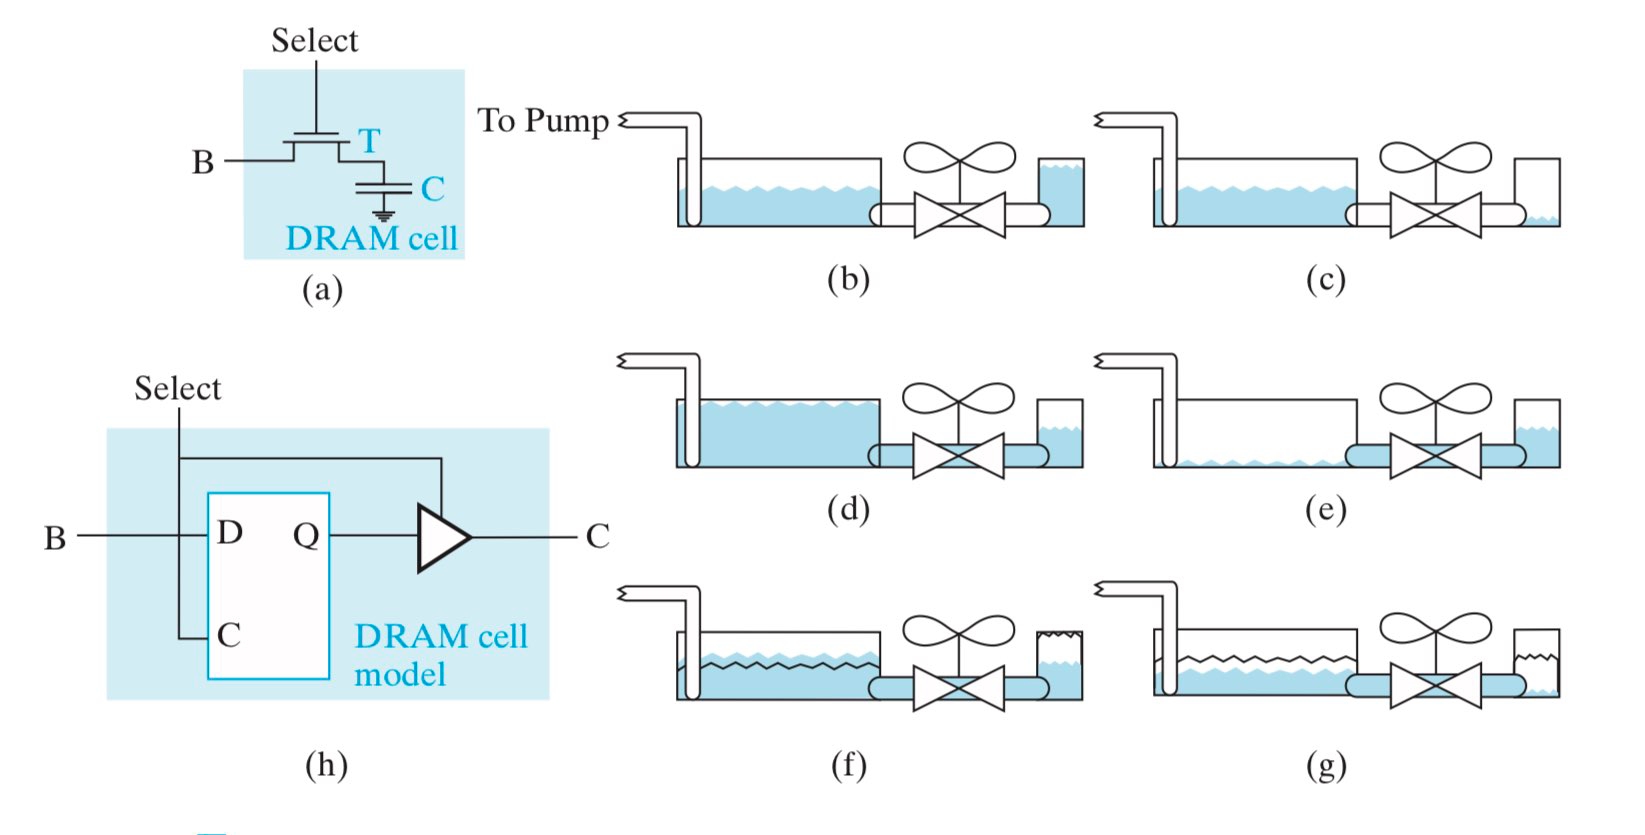 Select
T
B
C
DRAM cell
(a)
To Pump
(b)
(c)
(d)
(e)
Select
B
D Q
C
C
DRAM cell
model
(h)
(f)
(g)